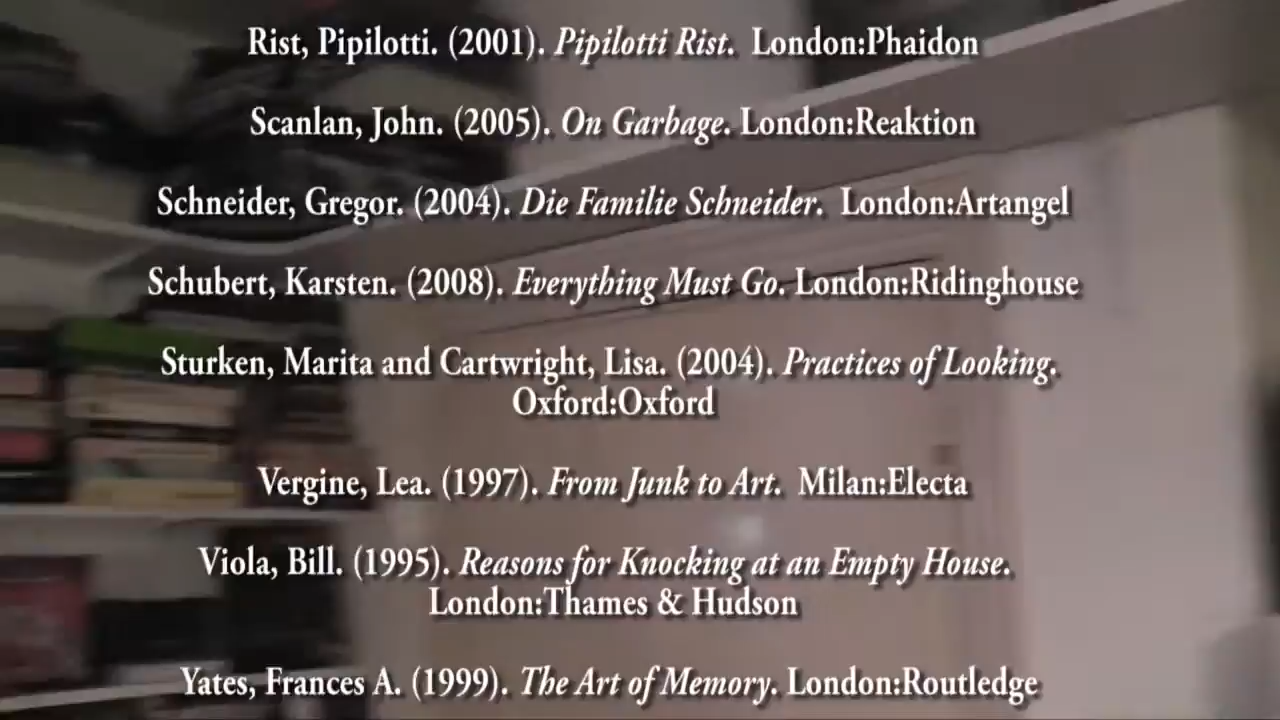 Rist, Pipilotti. (2001). Pipilotti Rist.  London:Phaidon
Scanlan, John. (2005). On Garbage. London:Reaktion
Schneider, Gregor. (2004). Die Familie Schneider.  London:Artangel
Schubert, Karsten. (2008). Everything Must Go. London:Ridinghouse
Sturken, Marita and Cartwright, Lisa. (2004). Practices of Looking.
Oxford:Oxford
Vergine, Lea. (1997). From Junk to Art.  Milan:Electa
Viola, Bill. (1995). Reasons for Knocking at an Empty House.
London:Thames & Hudson
Yates, Frances A. (1999). The Art of Memory. London:Routledge